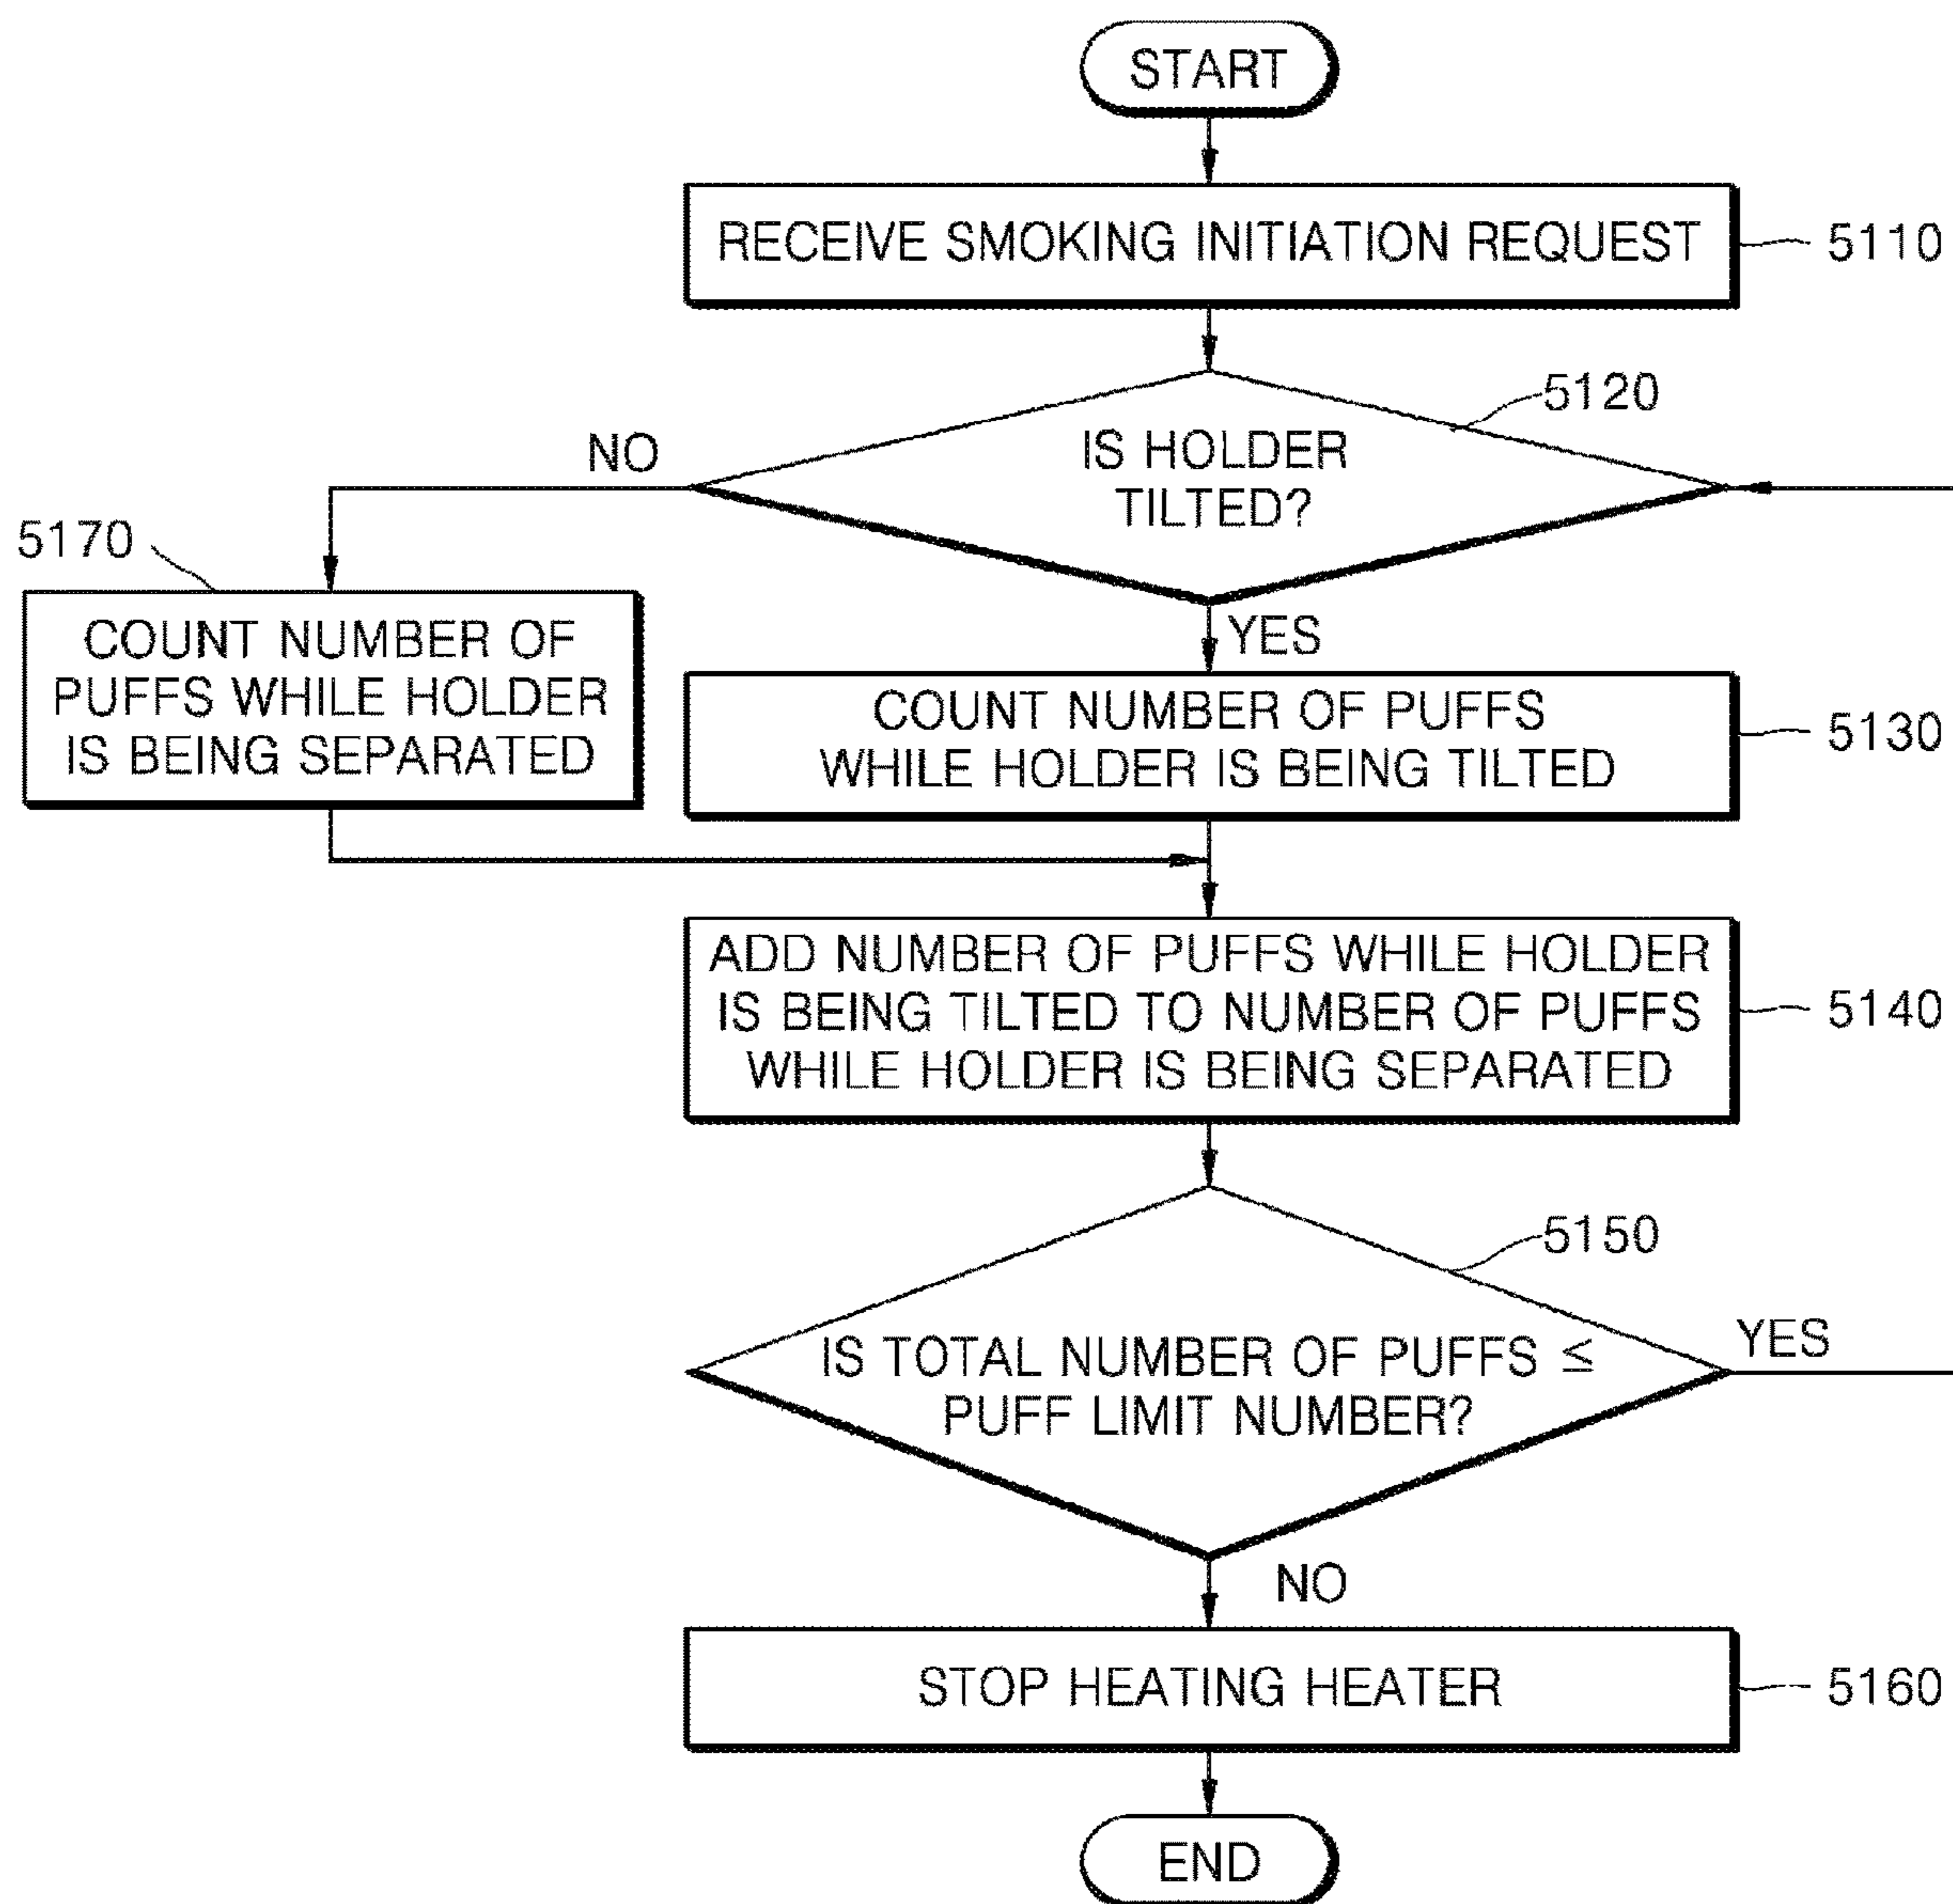 START
RECEIVE SMOKING INITIATION REQUEST
5110
5120
IS HOLDER
TILTED?
NO
5170
COUNT NUMBER OF
PUFFS WHILE HOLDER
IS BEING SEPARATED
YES
COUNT NUMBER OF PUFFS
WHILE HOLDER IS BEING TILTED
5130
ADD NUMBER OF PUFFS WHILE HOLDER
IS BEING TILTED TO NUMBER OF PUFFS
WHILE HOLDER IS BEING SEPARATED
5140
5150
IS TOTAL NUMBER OF PUFFS ≤
PUFF LIMIT NUMBER?
YES
NO
STOP HEATING HEATER
5160
END